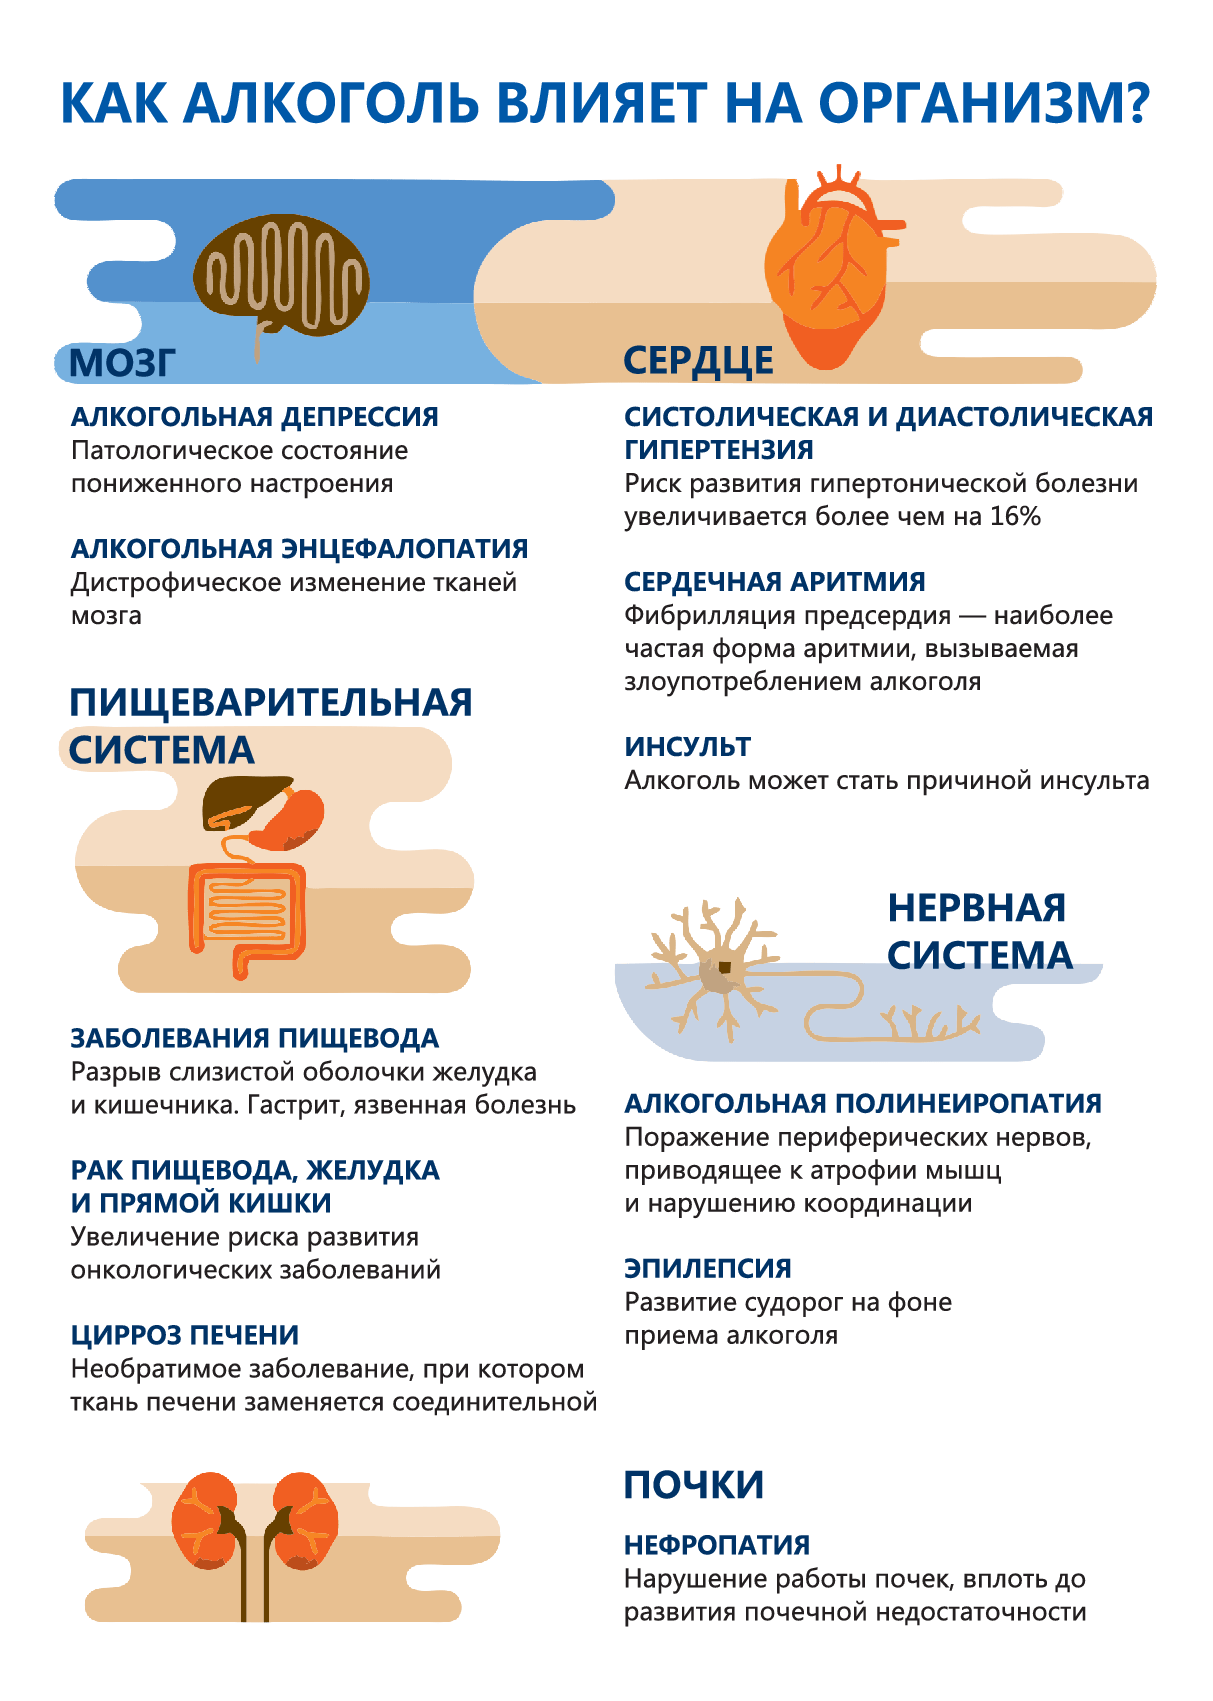 КАК АЛКОГОЛЬ ВЛИЯЕТ НА ОРГАНИЗМ?
МОЗГ
АЛКОГОЛЬНАЯ ДЕПРЕССИЯ
Патологическое состояние
пониженного настроения
АЛКОГОЛЬНАЯ ЭНЦЕФАЛОПАТИЯ
Дистрофическое изменение тканей
мозга
СЕРДЦЕ
СИСТОЛИЧЕСКАЯ И ДИАСТОЛИЧЕСКАЯ
ГИПЕРТЕНЗИЯ
Риск развития гипертонической болезни
увеличивается более чем на 16%
СЕРДЕЧНАЯ АРИТМИЯ
Фибрилляция предсердия — наиболее
частая форма аритмии, вызываемая
злоупотреблением алкоголя
ИНСУЛЬТ
Алкоголь может стать причиной инсульта
ПИЩЕВАРИТЕЛЬНАЯ
СИСТЕМА
ЗАБОЛЕВАНИЯ ПИЩЕВОДА
Разрыв слизистой оболочки желудка
и кишечника. Гастрит, язвенная болезнь
РАК ПИЩЕВОДА, ЖЕЛУДКА
И ПРЯМОЙ КИШКИ
Увеличение риска развития
онкологических заболеваний
ЦИРРОЗ ПЕЧЕНИ
Необратимое заболевание, при котором
ткань печени заменяется соединительной
НЕРВНАЯ
СИСТЕМА
АЛКОГОЛЬНАЯ ПОЛИНЕИРОПАТИЯ
Поражение периферических нервов,
приводящее к атрофии мышц
и нарушению координации
ЭПИЛЕПСИЯ
Развитие судорог на фоне
приема алкоголя
ПОЧКИ
НЕФРОПАТИЯ
Нарушение работы почек, вплоть до
развития почечной недостаточности